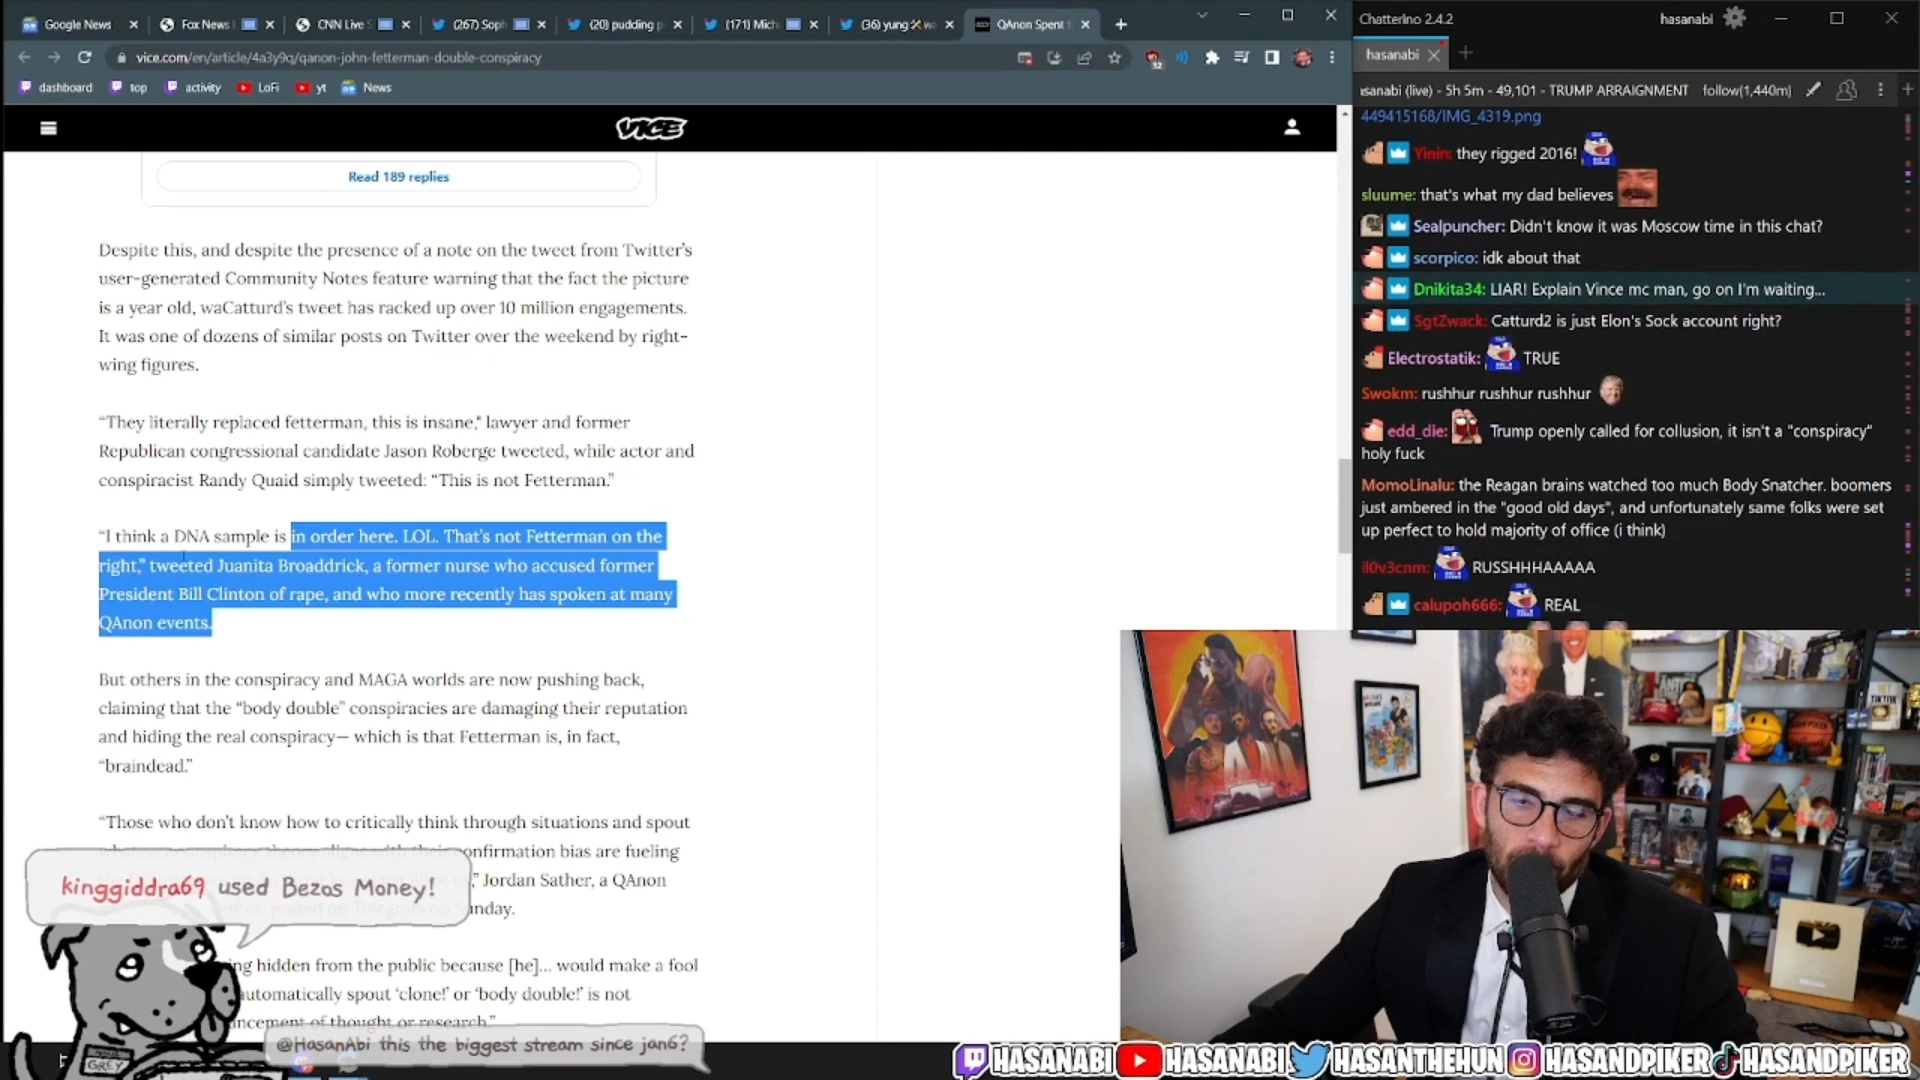 Google News
Fox News
CNN Live
(267) Soph
(20) pudding p
(171) Mich
(36) yung
QAnon Spent
vice.com/en/article/4a3y9q/qanon-john-fetterman-double-conspiracy
32
dashboard
top
activity
LoFi
yt
News
VICE
Read 189 replies
Despite this, and despite the presence of a note on the tweet from Twitter's
user-generated Community Notes feature warning that the fact the picture
is a year old, waCatturd's tweet has racked up over 10 million engagements.
It was one of dozens of similar posts on Twitter over the weekend by right-
wing figures.
“They literally replaced fetterman, this is insane,” lawyer and former
Republican congressional candidate Jason Roberge tweeted, while actor and
conspiracist Randy Quaid simply tweeted: “This is not Fetterman.”
“I think a DNA sample is in order here. LOL. That's not Fetterman on the
right,” tweeted Juanita Broaddrick, a former nurse who accused former
President Bill Clinton of rape, and who more recently has spoken at many
QAnon events.
But others in the conspiracy and MAGA worlds are now pushing back,
claiming that the “body double” conspiracies are damaging their reputation
and hiding the real conspiracy— which is that Fetterman is, in fact,
“braindead.”
“Those who don't know how to critically think through situations and spout
confirmation bias are fueling
” Jordan Sather, a QAnon
nday.
ng hidden from the public because [he]... would make a fool
automatically spout 'clone!' or 'body double!' is not
ncement of thought or research.”
kinggiddra69 used Bezos Money!
GREY
@HasanAbi this the biggest stream since jan6?
Chatterino 2.4.2
hasanabi
hasanabi
asanabi (live) - 5h 5m - 49,101 - TRUMP ARRAIGNMENT follow(1,440m)
449415168/IMG_4319.png
Yinin: they rigged 2016!
sluume: that's what my dad believes
Sealpuncher: Didn't know it was Moscow time in this chat?
scorpico: idk about that
Dnikita34: LIAR! Explain Vince mc man, go on I'm waiting...
SgtZwack: Catturd2 is just Elon's Sock account right?
Electrostatik: TRUE
Swokm: rushhur rushhur rushhur
edd_die: Trump openly called for collusion, it isn't a "conspiracy"
holy fuck
MomoLinalu: the Reagan brains watched too much Body Snatcher. boomers
just ambered in the "good old days", and unfortunately same folks were set
up perfect to hold majority of office (i think)
il0v3cnm: RUSSHHHAAAAA
calupoh666: REAL
HASANABI HASANABI HASANTHEHUN HASANDPIKER HASANDPIKER